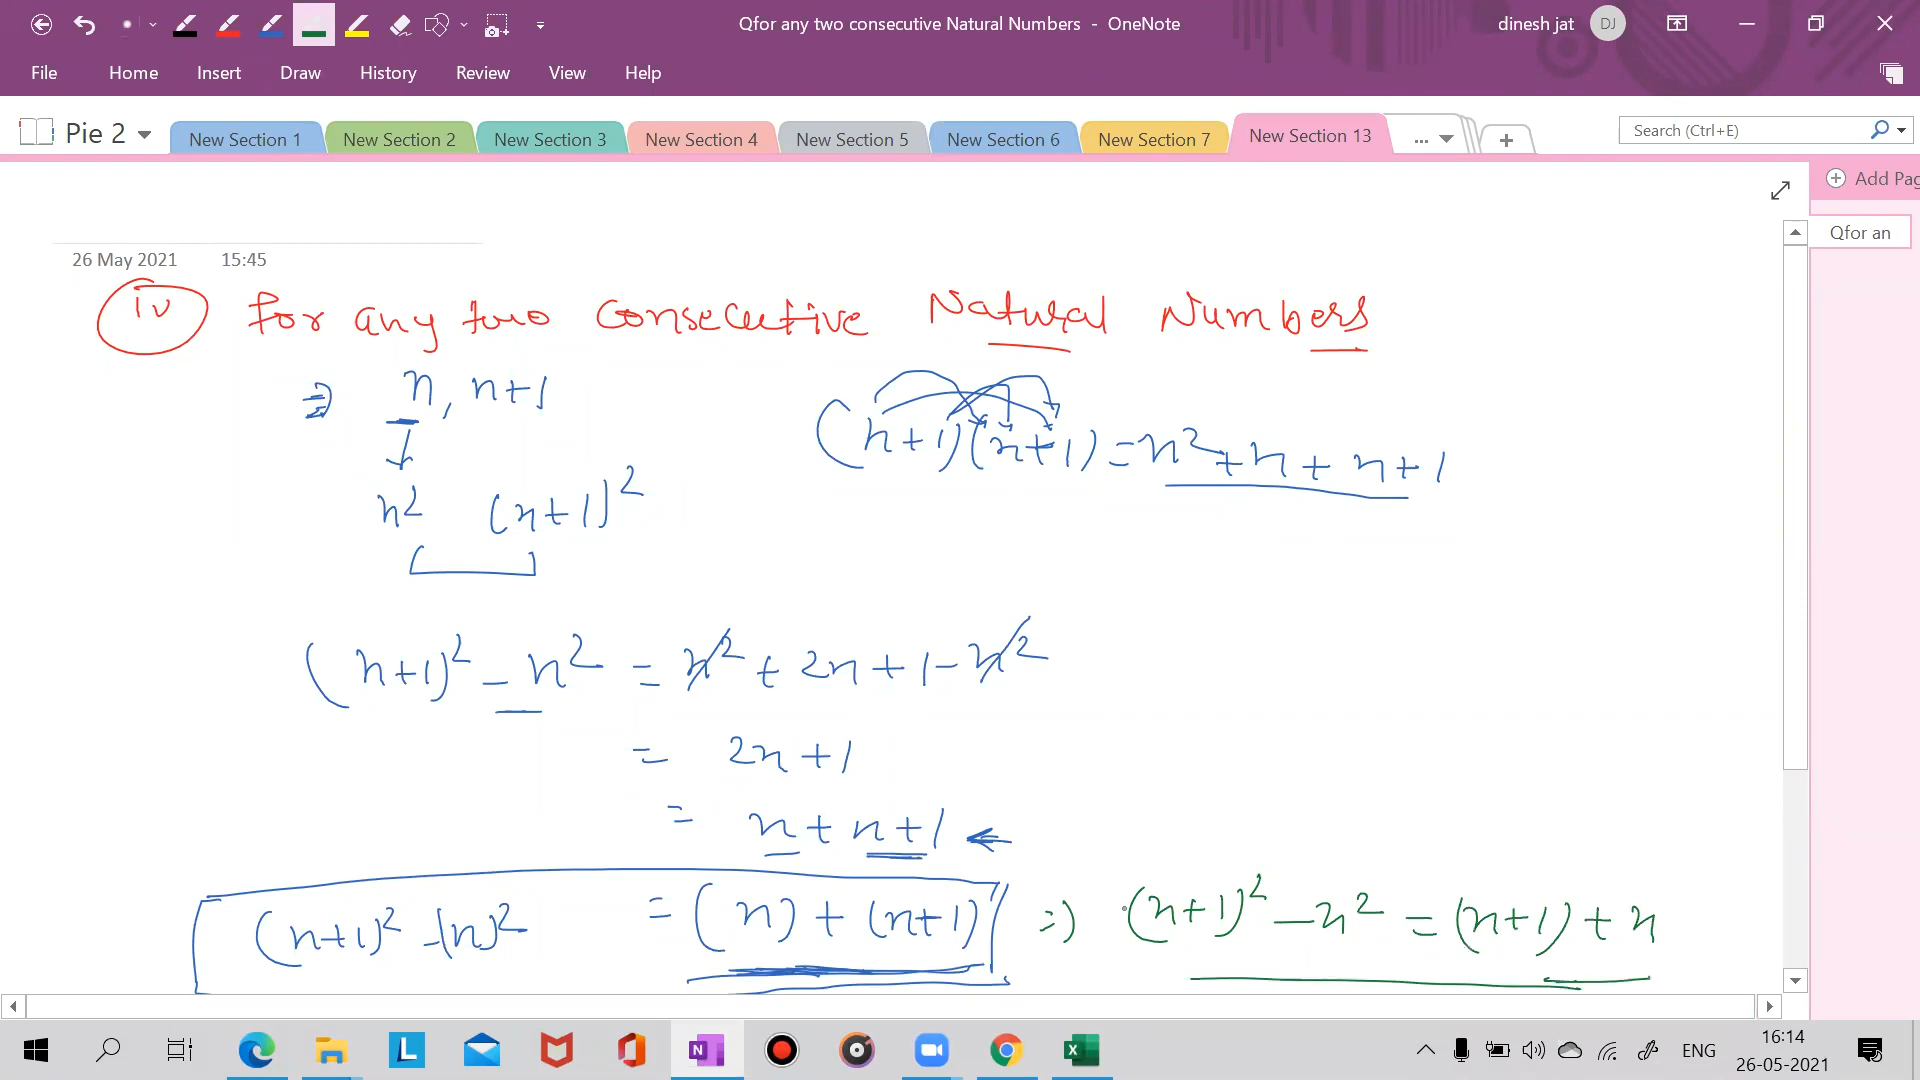 Qfor any two consecutive Natural Numbers - OneNote
dinesh jat DJ
File Home Insert Draw History Review View Help
Pie 2 New Section 1 New Section 2 New Section 3 New Section 4 New Section 5 New Section 6 New Section 7 New Section 13 ... + Search (Ctrl+E)
Add Pag
Qfor an
26 May 2021 15:45
iv for any two Consecutive Natural Numbers
⇒ n, n+1
(n+1)(n+1) = n² + n + n + 1
n² (n+1)²
(n+1)² - n² = n² + 2n + 1 - n²
= 2n + 1
= n + n+1 ←
(n+1)² - (n)² = (n) + (n+1) ⇒ (n+1)² - n² = (n+1) + n
ENG
16:14
26-05-2021